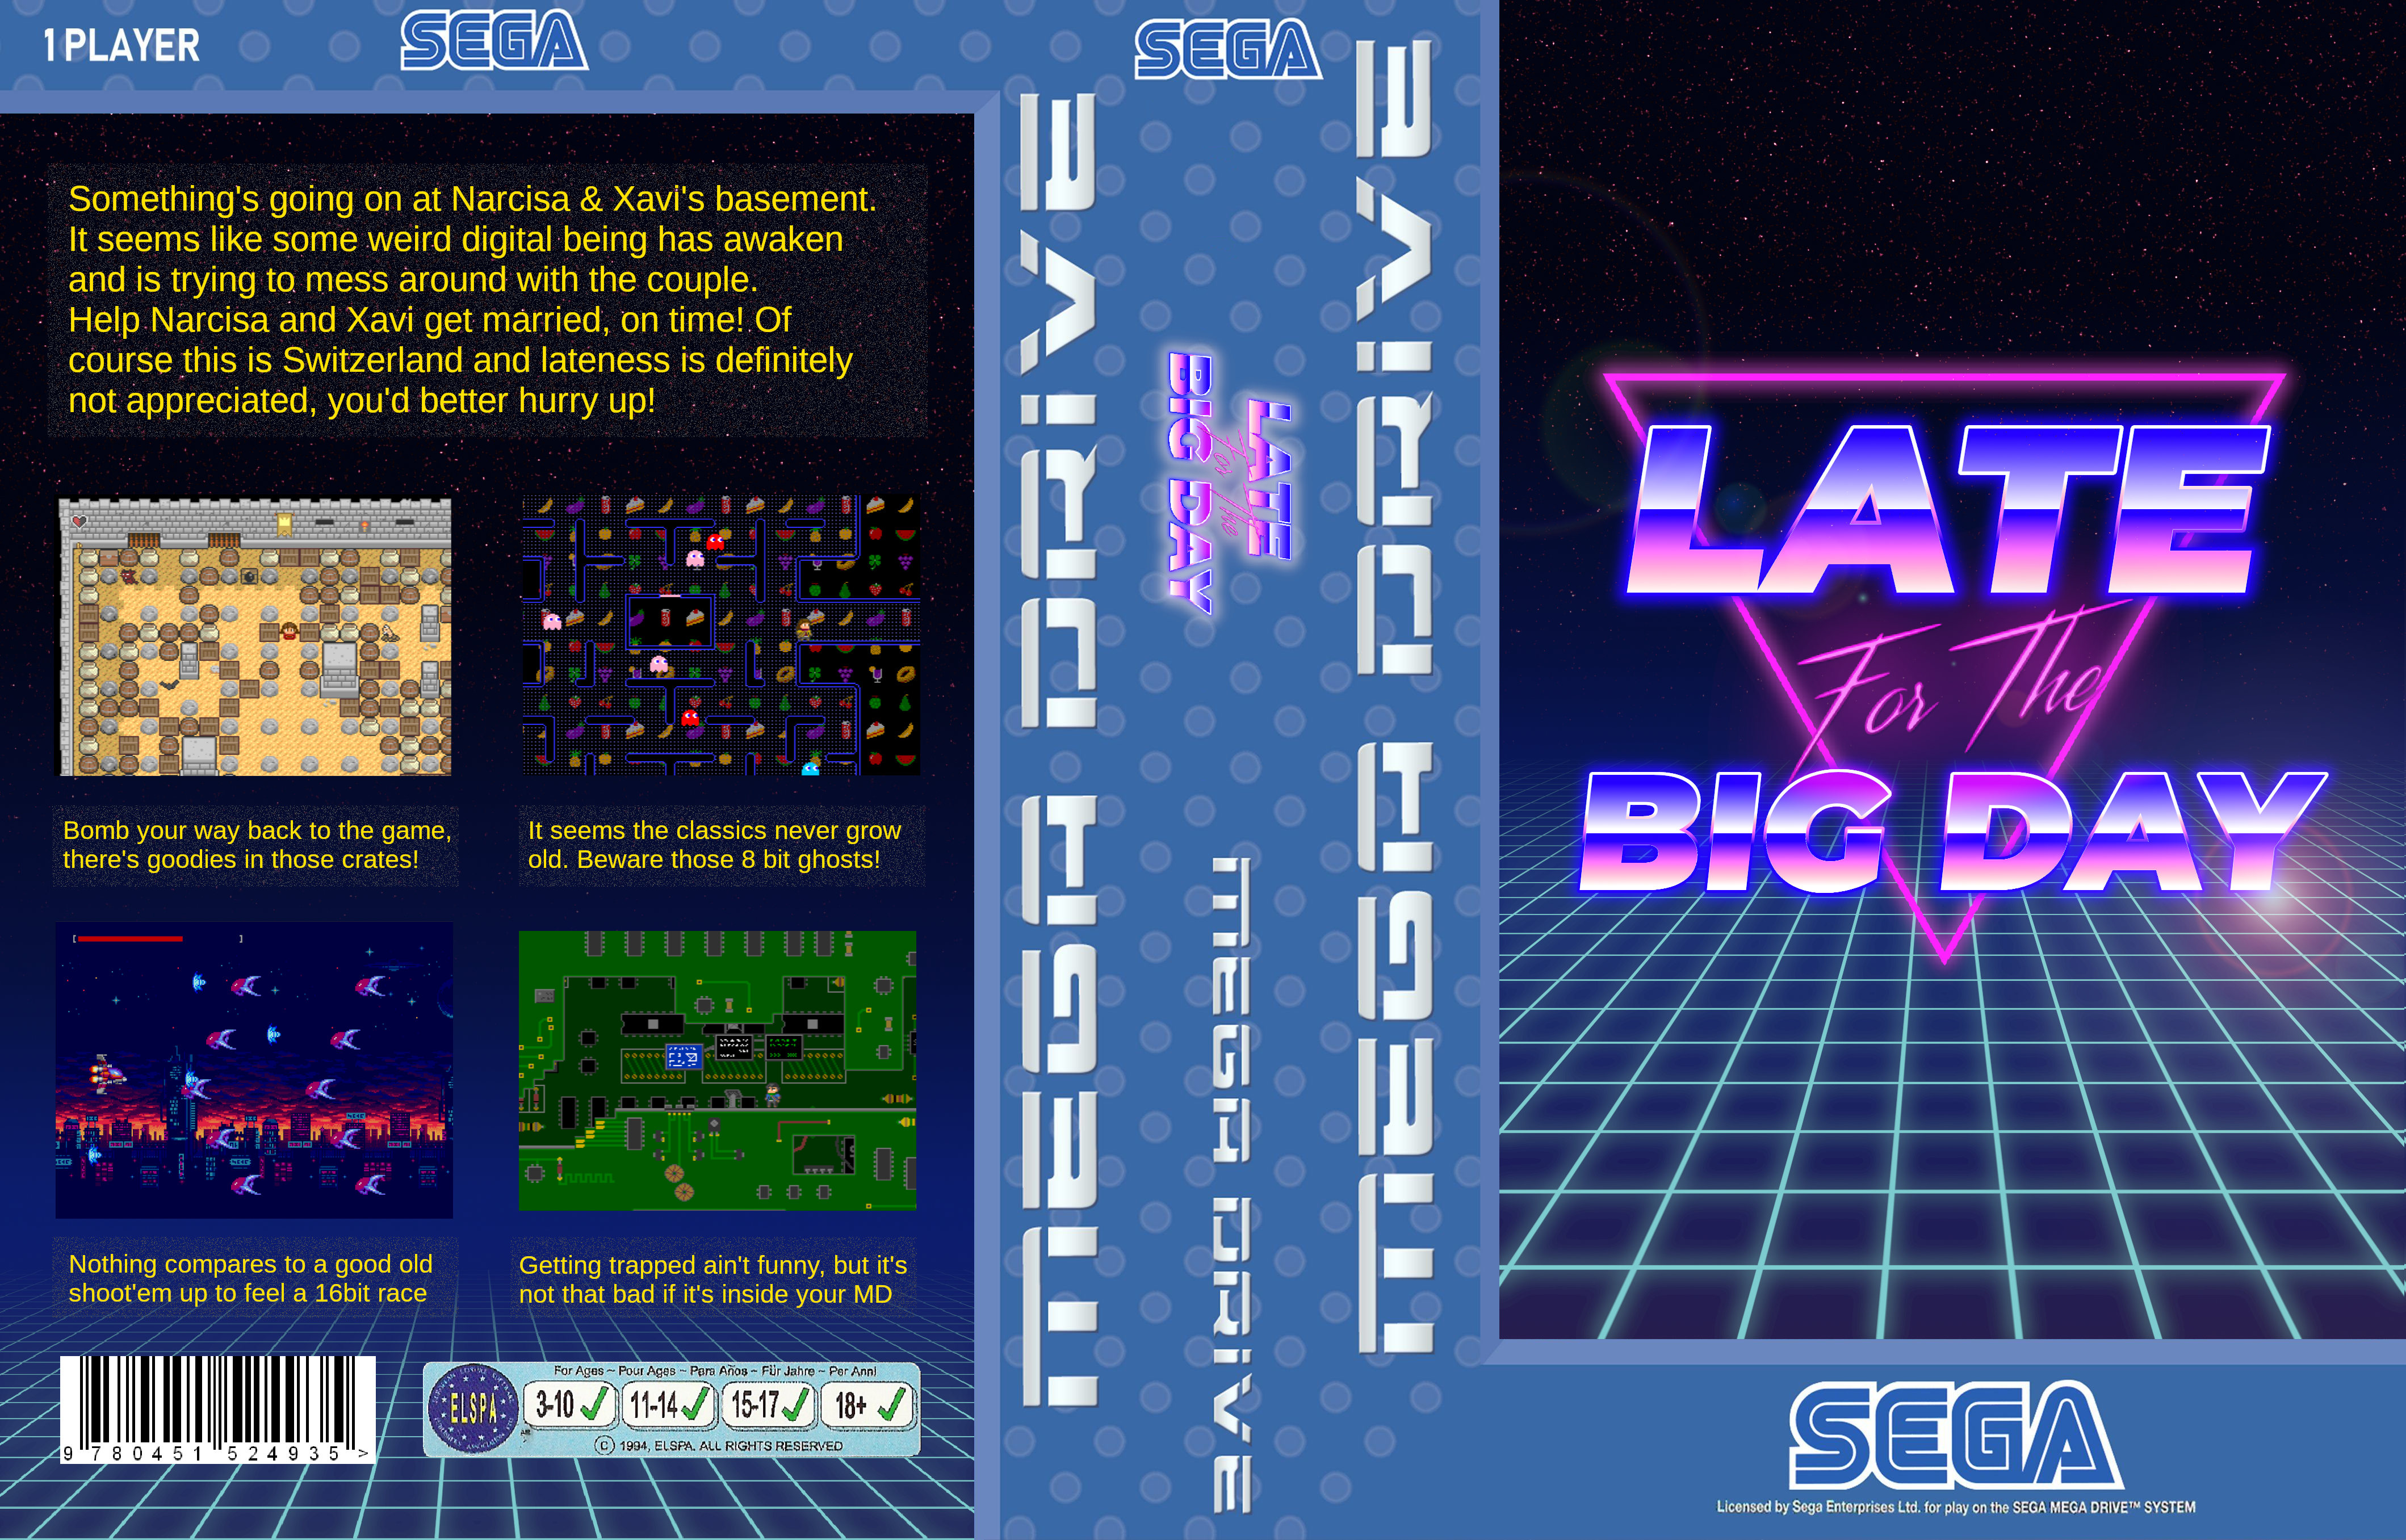 1 PLAYER
SEGA
Something's going on at Narcisa & Xavi's basement.
It seems like some weird digital being has awaken
and is trying to mess around with the couple.
Help Narcisa and Xavi get married, on time! Of
course this is Switzerland and lateness is definitely
not appreciated, you'd better hurry up!
Bomb your way back to the game,
there's goodies in those crates!
It seems the classics never grow
old. Beware those 8 bit ghosts!
Nothing compares to a good old
shoot'em up to feel a 16bit race
Getting trapped ain't funny, but it's
not that bad if it's inside your MD
9 780451 524935 >
ELSPA
For Ages ~ Pour Ages ~ Para Años ~ Für Jahre ~ Per Anni
3-10
11-14
15-17
18+
© 1994, ELSPA. ALL RIGHTS RESERVED
MEGA DRIVE
SEGA
LATE
For The
BIG DAY
MEGA DRIVE
MEGA DRIVE
LATE
For The
BIG DAY
SEGA
Licensed by Sega Enterprises Ltd. for play on the SEGA MEGA DRIVE™ SYSTEM